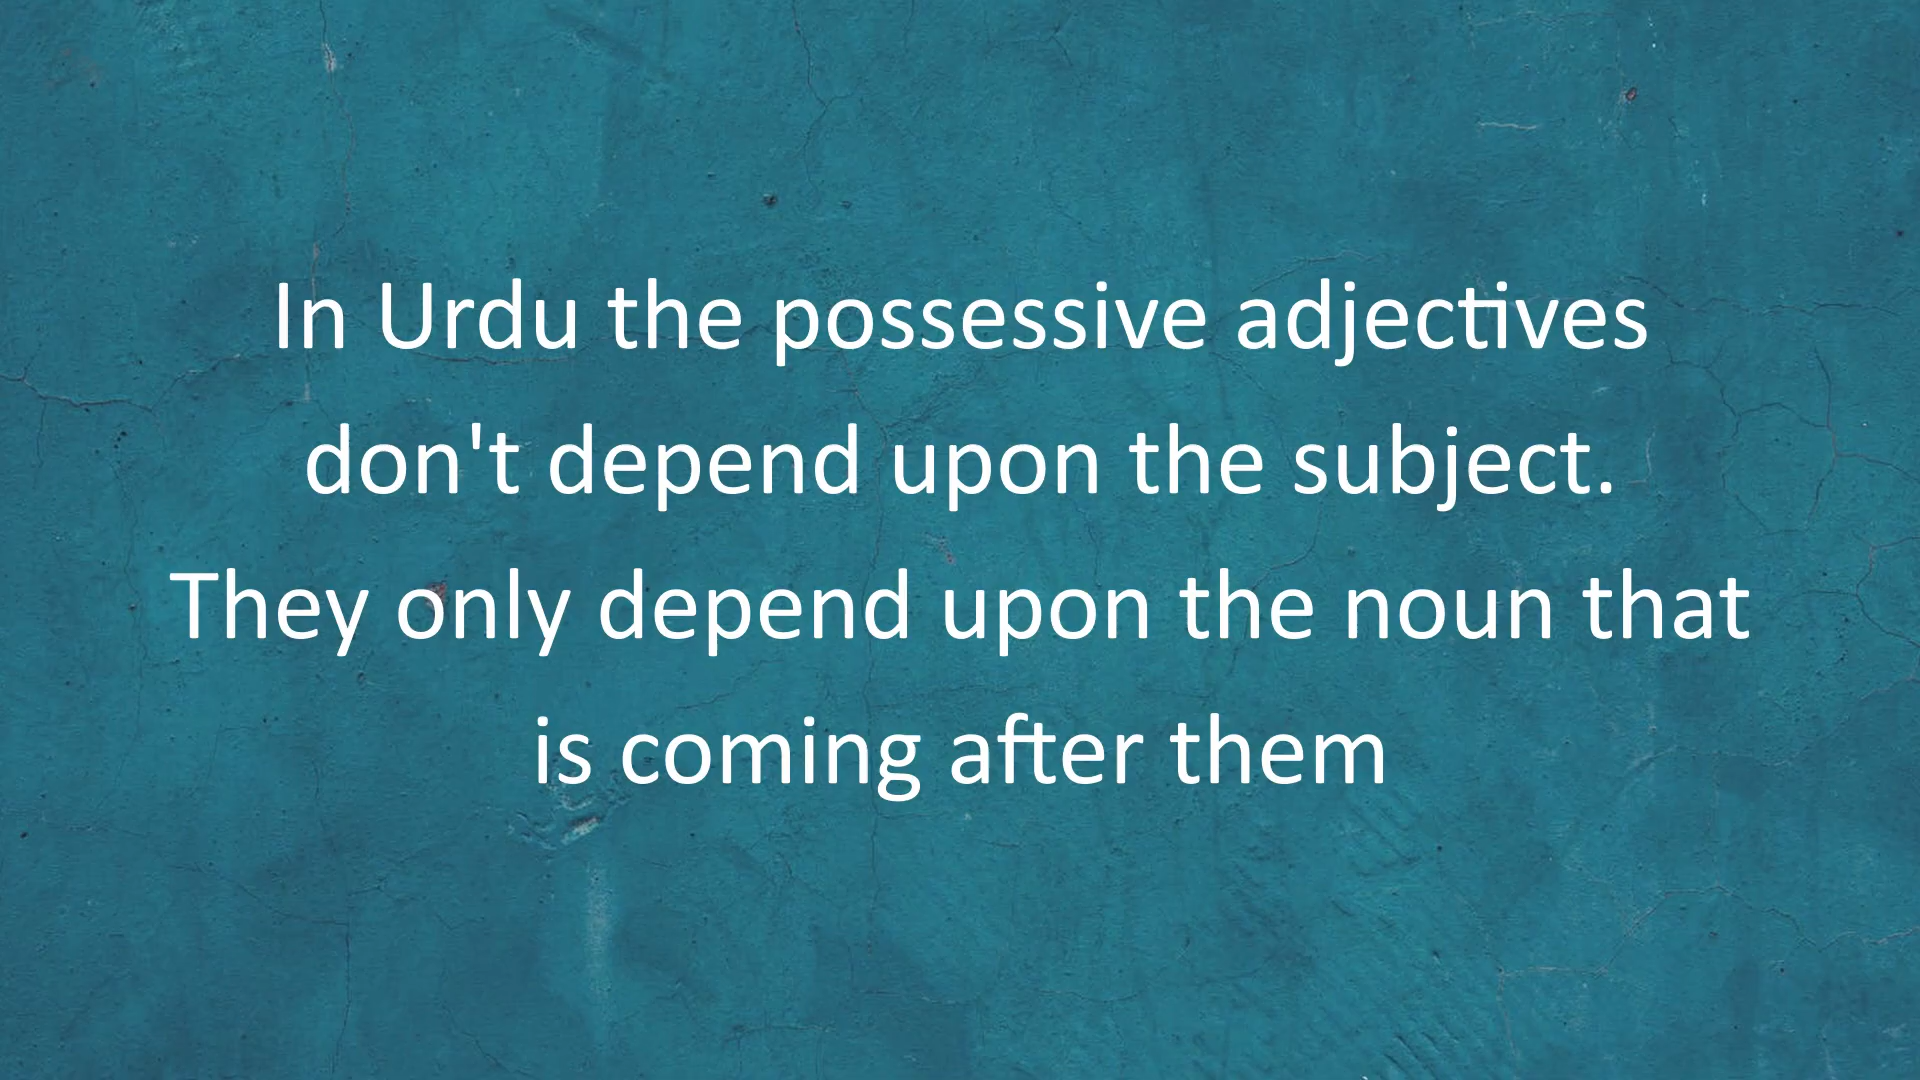 In Urdu the possessive adjectives
don't depend upon the subject.
They only depend upon the noun that
is coming after them